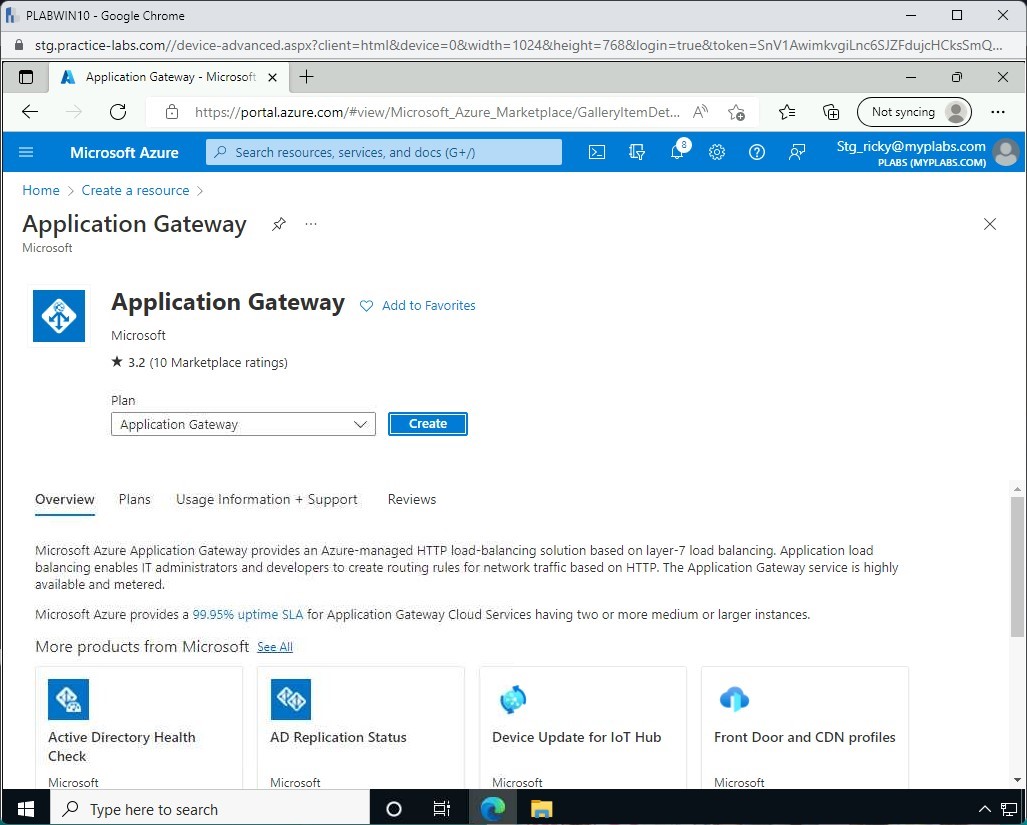 PLABWIN10 - Google Chrome
stg.practice-labs.com//device-advanced.aspx?client=html&device=0&width=1024&height=768&login=true&token=SnV1AwimkvgiLnc6SJZFdujcHCksSmQ...
Application Gateway - Microsoft
https://portal.azure.com/#view/Microsoft_Azure_Marketplace/GalleryItemDet...
Not syncing
Microsoft Azure
Search resources, services, and docs (G+/)
8
Stg_ricky@myplabs.com
PLABS (MYPLABS.COM)
Home > Create a resource >
Application Gateway
Microsoft
Application Gateway
Add to Favorites
Microsoft
★ 3.2 (10 Marketplace ratings)
Plan
Application Gateway
Create
Overview Plans Usage Information + Support Reviews
Microsoft Azure Application Gateway provides an Azure-managed HTTP load-balancing solution based on layer-7 load balancing. Application load
balancing enables IT administrators and developers to create routing rules for network traffic based on HTTP. The Application Gateway service is highly
available and metered.
Microsoft Azure provides a 99.95% uptime SLA for Application Gateway Cloud Services having two or more medium or larger instances.
More products from Microsoft See All
Active Directory Health
Check
Microsoft
AD Replication Status
Microsoft
Device Update for IoT Hub
Microsoft
Front Door and CDN profiles
Microsoft
Type here to search